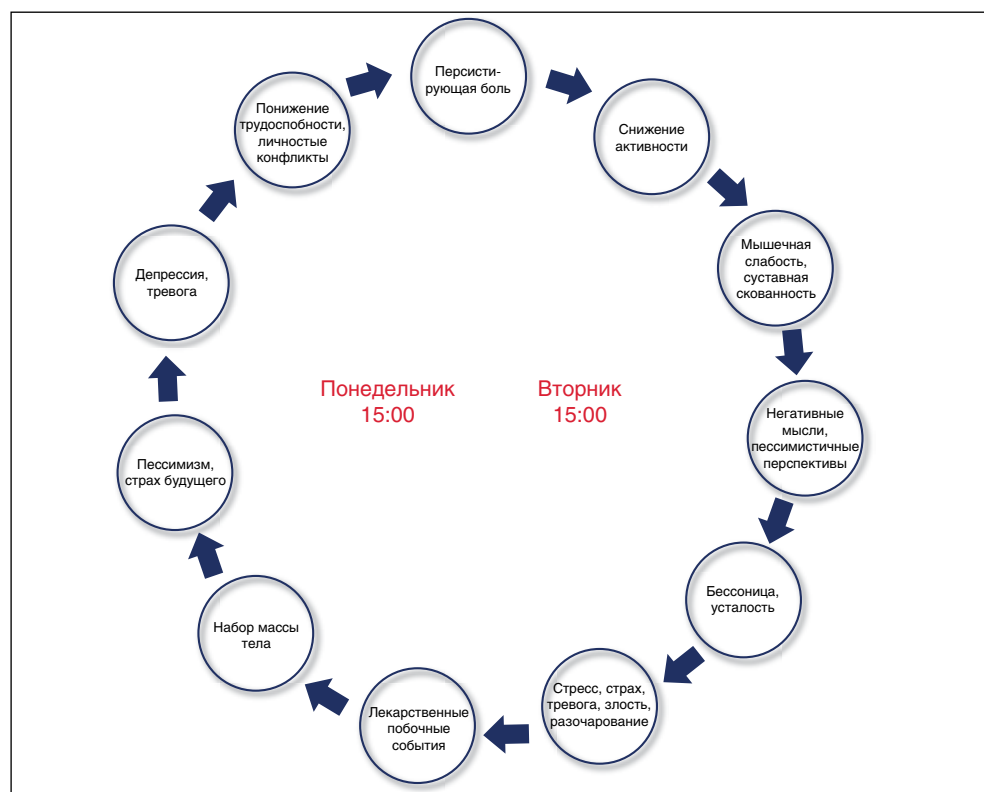 Персисти-
рующая боль
Снижение
активности
Мышечная
слабость,
суставная
скованность
Негативные
мысли,
пессимистичные
перспективы
Бессоница,
усталость
Стресс, страх,
тревога, злость,
разочарование
Лекарственные
побочные
события
Набор массы
тела
Пессимизм,
страх будущего
Депрессия,
тревога
Понижение
трудоспобности,
личностые
конфликты
Понедельник
15:00
Вторник
15:00